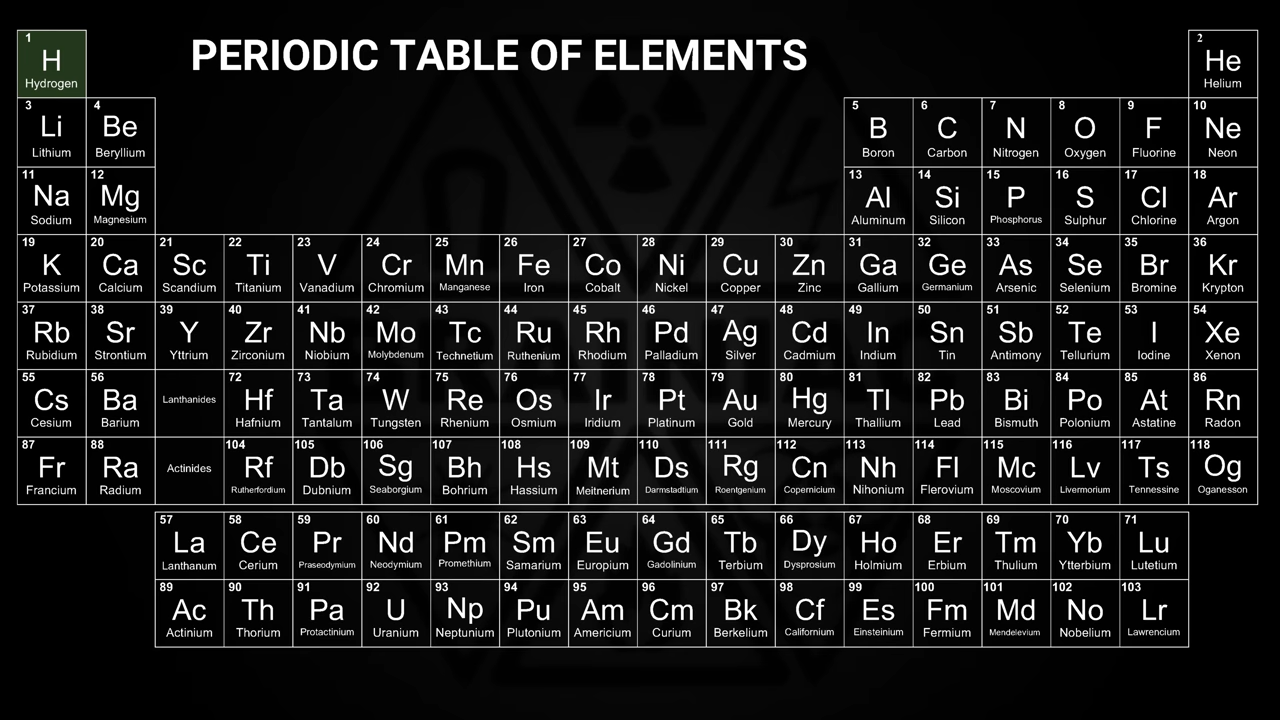 PERIODIC TABLE OF ELEMENTS
1
H
Hydrogen
2
He
Helium
3
Li
Lithium
4
Be
Beryllium
5
B
Boron
6
C
Carbon
7
N
Nitrogen
8
O
Oxygen
9
F
Fluorine
10
Ne
Neon
11
Na
Sodium
12
Mg
Magnesium
13
Al
Aluminum
14
Si
Silicon
15
P
Phosphorus
16
S
Sulphur
17
Cl
Chlorine
18
Ar
Argon
19
K
Potassium
20
Ca
Calcium
21
Sc
Scandium
22
Ti
Titanium
23
V
Vanadium
24
Cr
Chromium
25
Mn
Manganese
26
Fe
Iron
27
Co
Cobalt
28
Ni
Nickel
29
Cu
Copper
30
Zn
Zinc
31
Ga
Gallium
32
Ge
Germanium
33
As
Arsenic
34
Se
Selenium
35
Br
Bromine
36
Kr
Krypton
37
Rb
Rubidium
38
Sr
Strontium
39
Y
Yttrium
40
Zr
Zirconium
41
Nb
Niobium
42
Mo
Molybdenum
43
Tc
Technetium
44
Ru
Ruthenium
45
Rh
Rhodium
46
Pd
Palladium
47
Ag
Silver
48
Cd
Cadmium
49
In
Indium
50
Sn
Tin
51
Sb
Antimony
52
Te
Tellurium
53
I
Iodine
54
Xe
Xenon
55
Cs
Cesium
56
Ba
Barium
Lanthanides
72
Hf
Hafnium
73
Ta
Tantalum
74
W
Tungsten
75
Re
Rhenium
76
Os
Osmium
77
Ir
Iridium
78
Pt
Platinum
79
Au
Gold
80
Hg
Mercury
81
Tl
Thallium
82
Pb
Lead
83
Bi
Bismuth
84
Po
Polonium
85
At
Astatine
86
Rn
Radon
87
Fr
Francium
88
Ra
Radium
Actinides
104
Rf
Rutherfordium
105
Db
Dubnium
106
Sg
Seaborgium
107
Bh
Bohrium
108
Hs
Hassium
109
Mt
Meitnerium
110
Ds
Darmstadtium
111
Rg
Roentgenium
112
Cn
Copernicium
113
Nh
Nihonium
114
Fl
Flerovium
115
Mc
Moscovium
116
Lv
Livermorium
117
Ts
Tennessine
118
Og
Oganesson
57
La
Lanthanum
58
Ce
Cerium
59
Pr
Praseodymium
60
Nd
Neodymium
61
Pm
Promethium
62
Sm
Samarium
63
Eu
Europium
64
Gd
Gadolinium
65
Tb
Terbium
66
Dy
Dysprosium
67
Ho
Holmium
68
Er
Erbium
69
Tm
Thulium
70
Yb
Ytterbium
71
Lu
Lutetium
89
Ac
Actinium
90
Th
Thorium
91
Pa
Protactinium
92
U
Uranium
93
Np
Neptunium
94
Pu
Plutonium
95
Am
Americium
96
Cm
Curium
97
Bk
Berkelium
98
Cf
Californium
99
Es
Einsteinium
100
Fm
Fermium
101
Md
Mendelevium
102
No
Nobelium
103
Lr
Lawrencium